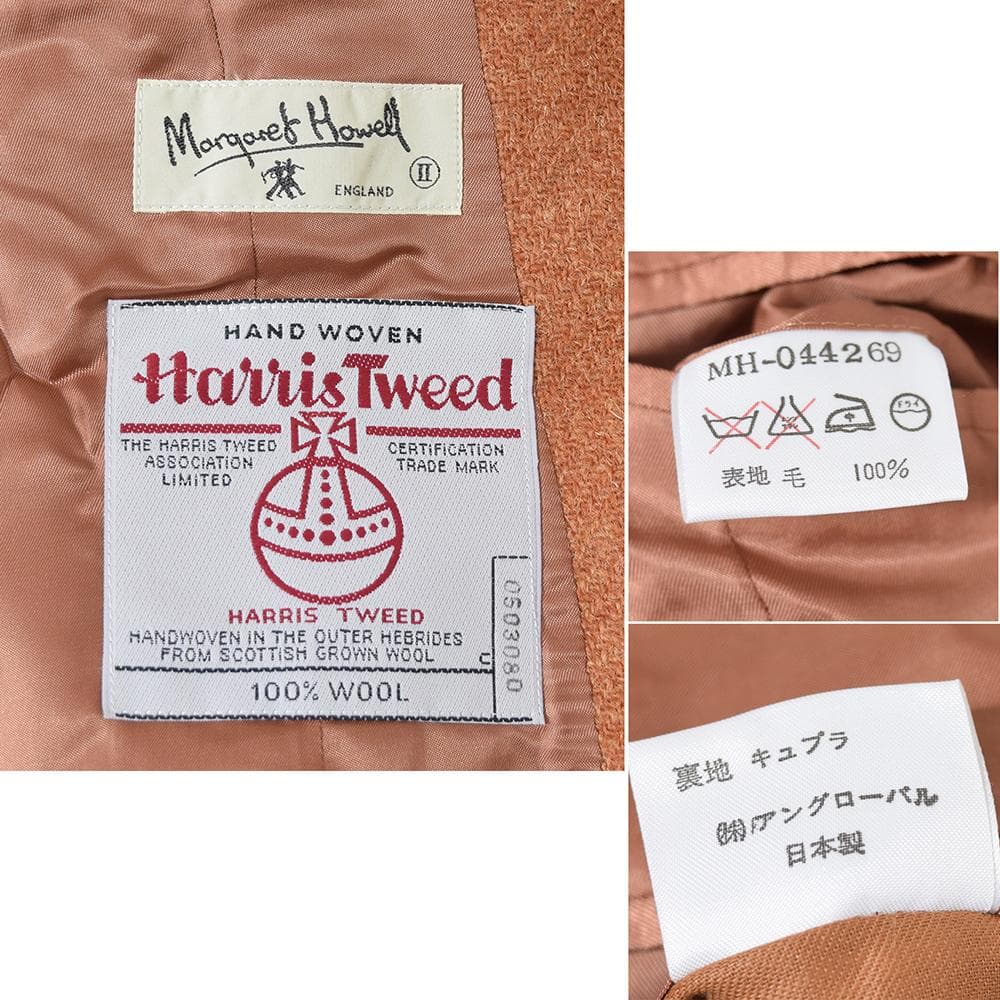 Margaret Howell
ENGLAND
II
HAND WOVEN
Harris Tweed
THE HARRIS TWEED
ASSOCIATION
LIMITED
CERTIFICATION
TRADE MARK
HARRIS TWEED
HANDWOVEN IN THE OUTER HEBRIDES
FROM SCOTTISH GROWN WOOL
C
0503080
100% WOOL
MH-044269
ドライ
表地 毛 100%
裏地 キュプラ
㈱アングローバル
日本製